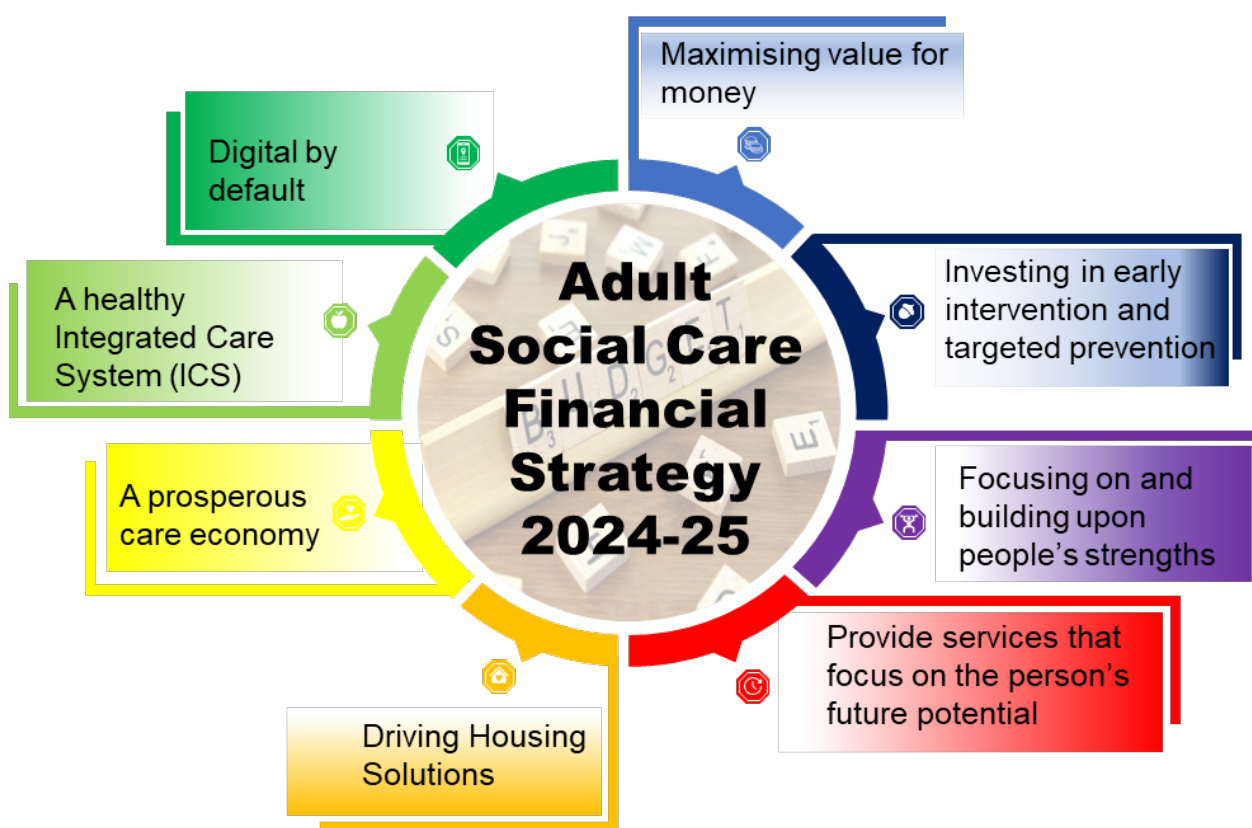 Maximising value for
money
Investing in early
intervention and
targeted prevention
Focusing on and
building upon
people's strengths
Provide services that
focus on the person's
future potential
Driving Housing
Solutions
A prosperous
care economy
A healthy
Integrated Care
System (ICS)
Digital by
default
Adult
Social Care
Financial
Strategy
2024-25
BUDGET